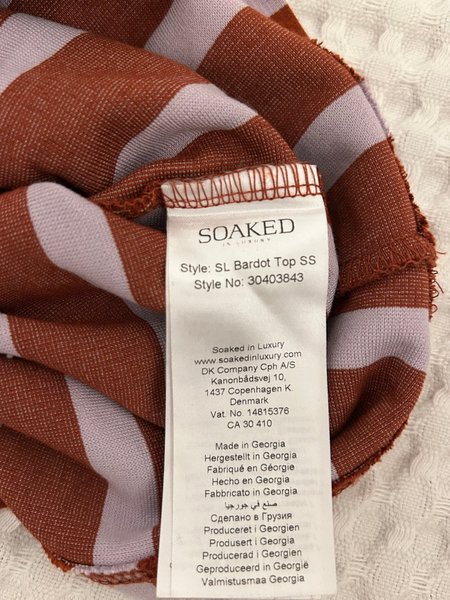 SOAKED
IN LUXURY
Style: SL Bardot Top SS
Style No: 30403843
Soaked in Luxury
www.soakedinluxury.com
DK Company Cph A/S
Kanonbådsvej 10,
1437 Copenhagen K.
Denmark
Vat. No. 14815376
CA 30 410
Made in Georgia
Hergestellt in Georgia
Fabriqué en Géorgie
Hecho en Georgia
Fabbricato in Georgia
صنع في جورجيا
Сделано в Грузия
Produceret i Georgien
Produsert i Georgia
Producerad i Georgien
Geproduceerd in Georgië
Valmistusmaa Georgia